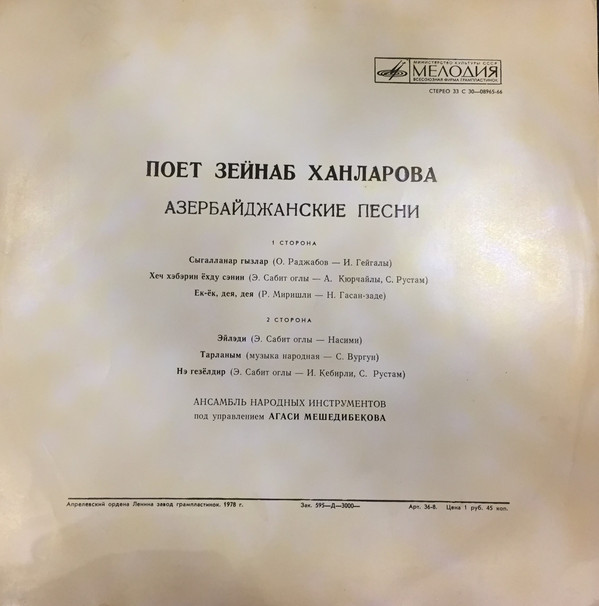 МИНИСТЕРСТВО КУЛЬТУРЫ СССР
МЕЛОДИЯ
ВСЕСОЮЗНАЯ ФИРМА ГРАМПЛАСТИНОК
СТЕРЕО 33 С 30—08965-66
ПОЕТ ЗЕЙНАБ ХАНЛАРОВА
АЗЕРБАЙДЖАНСКИЕ ПЕСНИ
1 СТОРОНА
Сыгалланар гызлар (О. Раджабов — И. Гейгалы)
Хеч хэбэрин ёхду сэнин (Э. Сабит оглы — А. Кюрчайлы, С. Рустам)
Ек-ёк, дея, дея (Р. Миришли — Н. Гасан-заде)
2 СТОРОНА
Эйлэди (Э. Сабит оглы — Насими)
Тарланым (музыка народная — С. Вургун)
Нэ гезёлдир (Э. Сабит оглы — И. Кебирли, С. Рустам)
АНСАМБЛЬ НАРОДНЫХ ИНСТРУМЕНТОВ
под управлением АГАСИ МЕШЕДИБЕКОВА
Апрелевский ордена Ленина завод грампластинок. 1978 г. Зак. 595—Д—3000— Арт. 36-8. Цена 1 руб. 45 коп.